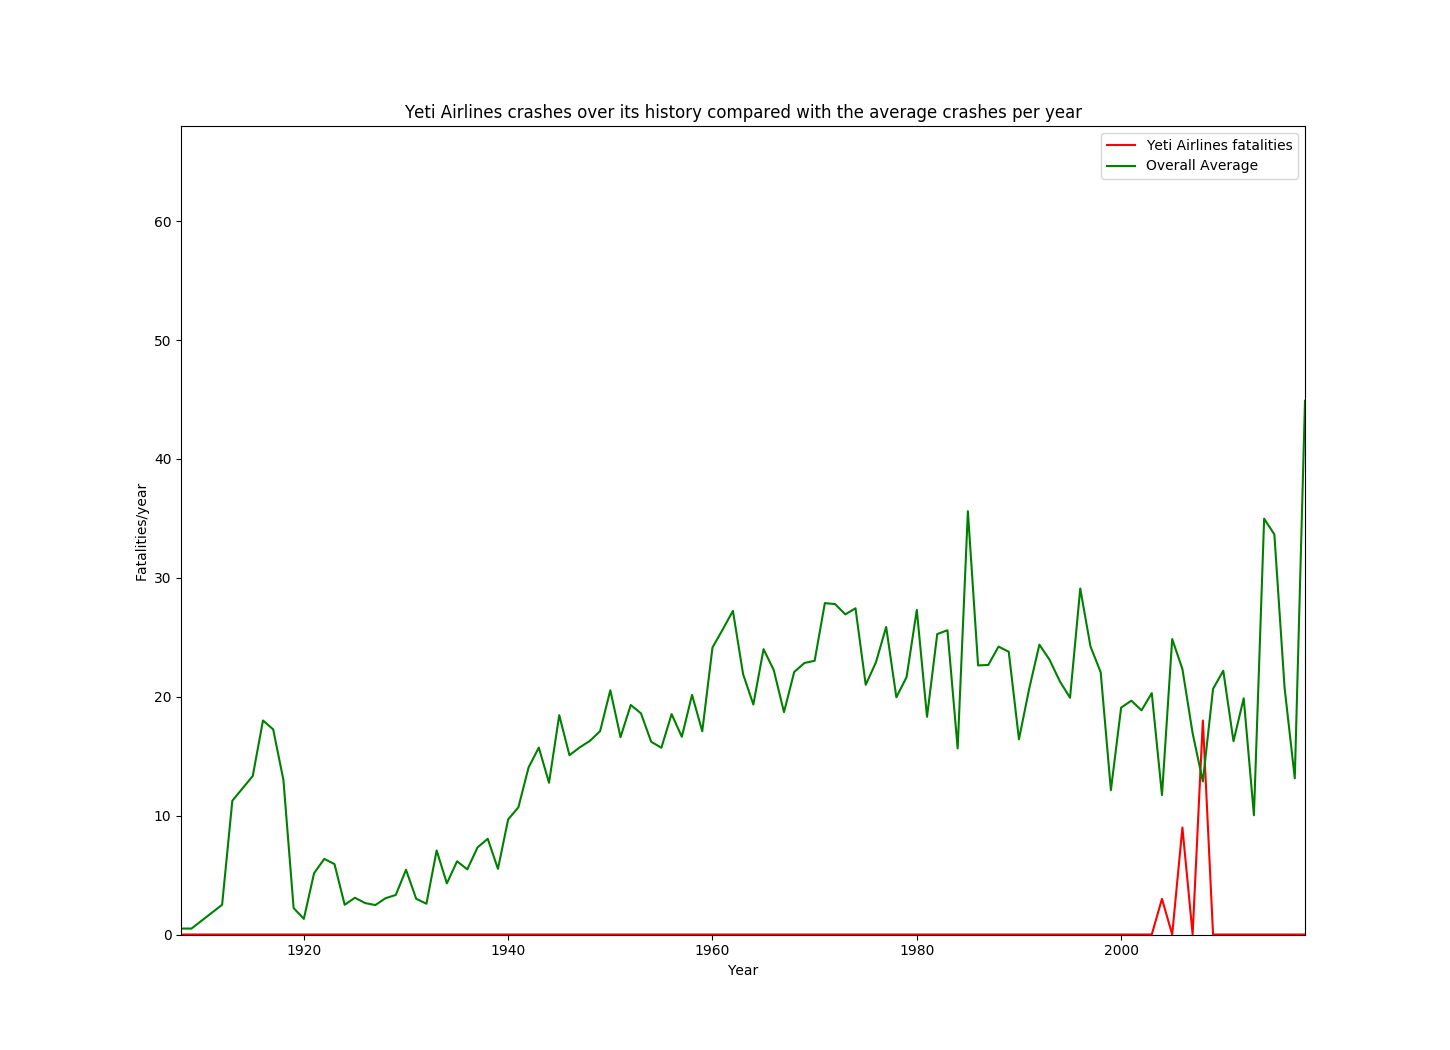 Yeti Airlines crashes over its history compared with the average crashes per year
Yeti Airlines fatalities
Overall Average
60
50
40
30
20
10
0
Fatalities/year
1920 1940 1960 1980 2000
Year